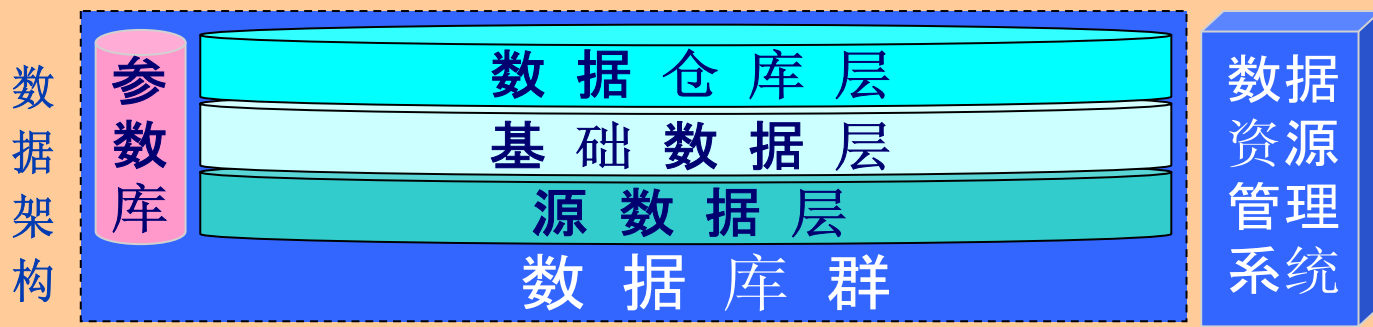 数据架构
参数库
数据仓库层
基础数据层
源数据层
数据库群
数据
资源
管理
系统